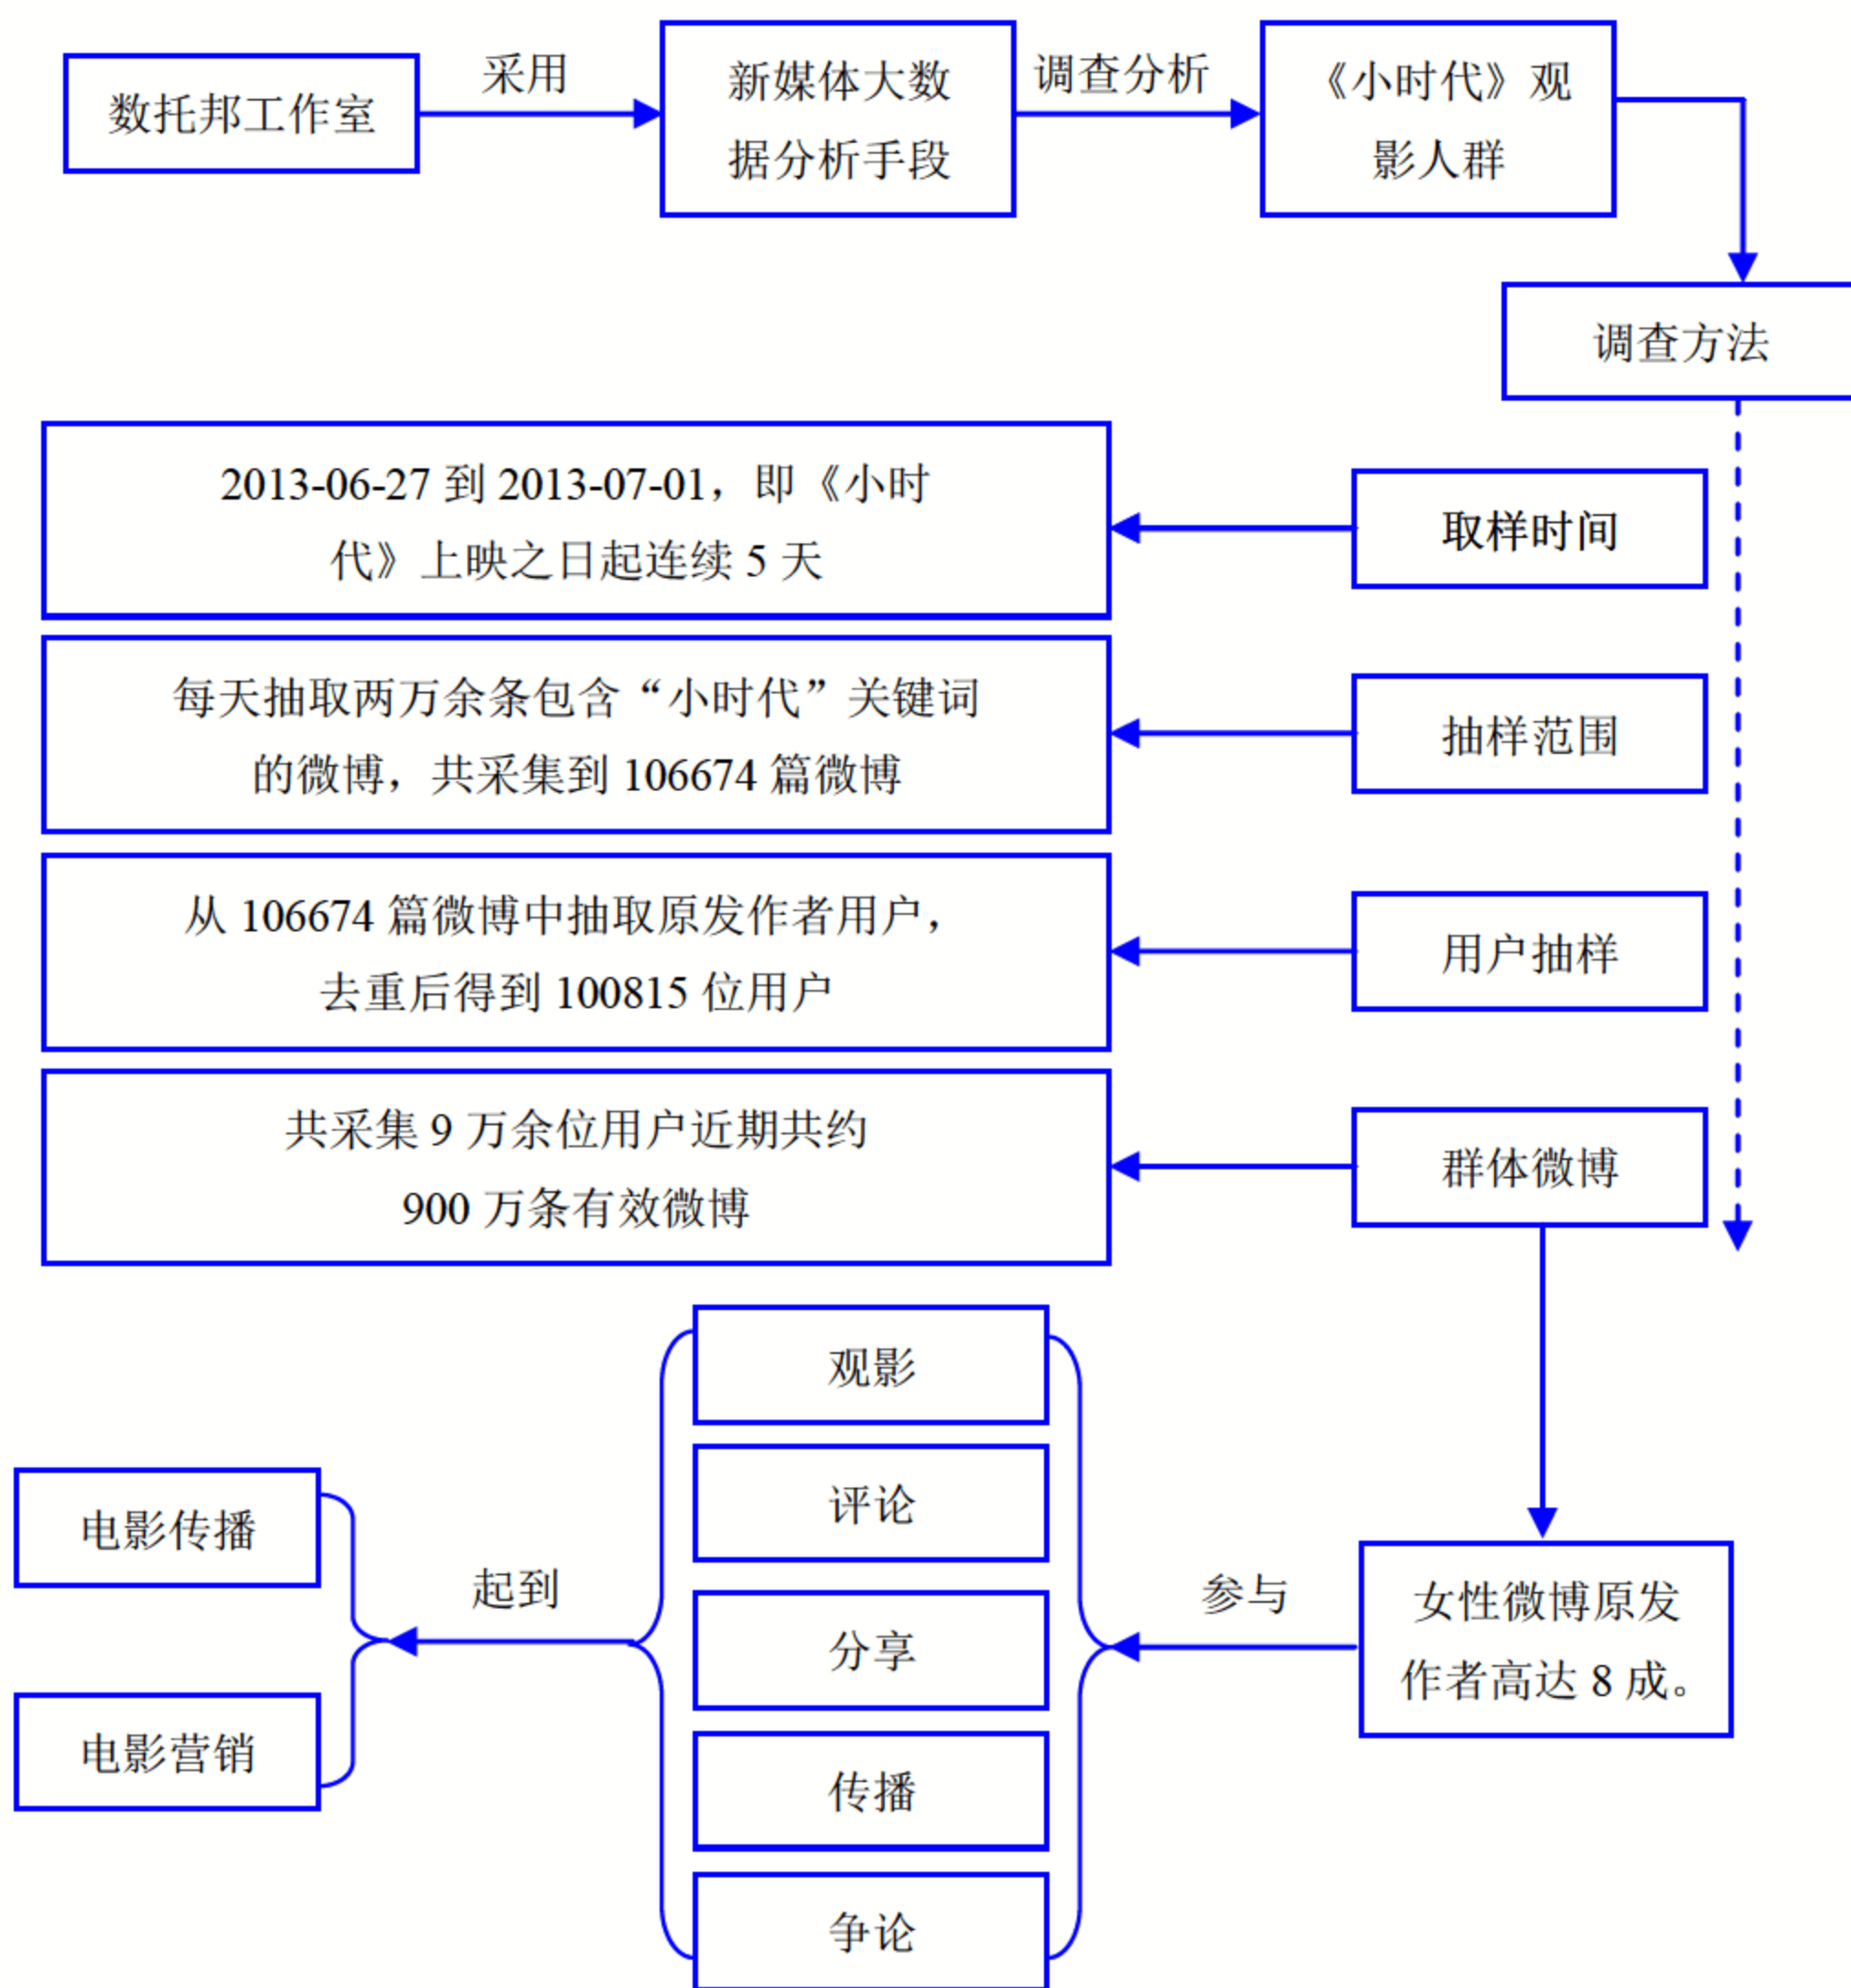 数托邦工作室
采用
新媒体大数
据分析手段
调查分析
《小时代》观
影人群
调查方法
2013-06-27 到 2013-07-01，即《小时
代》上映之日起连续 5 天
取样时间
每天抽取两万余条包含“小时代”关键词
的微博，共采集到 106674 篇微博
抽样范围
从 106674 篇微博中抽取原发作者用户，
去重后得到 100815 位用户
用户抽样
共采集 9 万余位用户近期共约
900 万条有效微博
群体微博
观影
评论
分享
传播
争论
电影传播
电影营销
起到
参与
女性微博原发
作者高达 8 成。